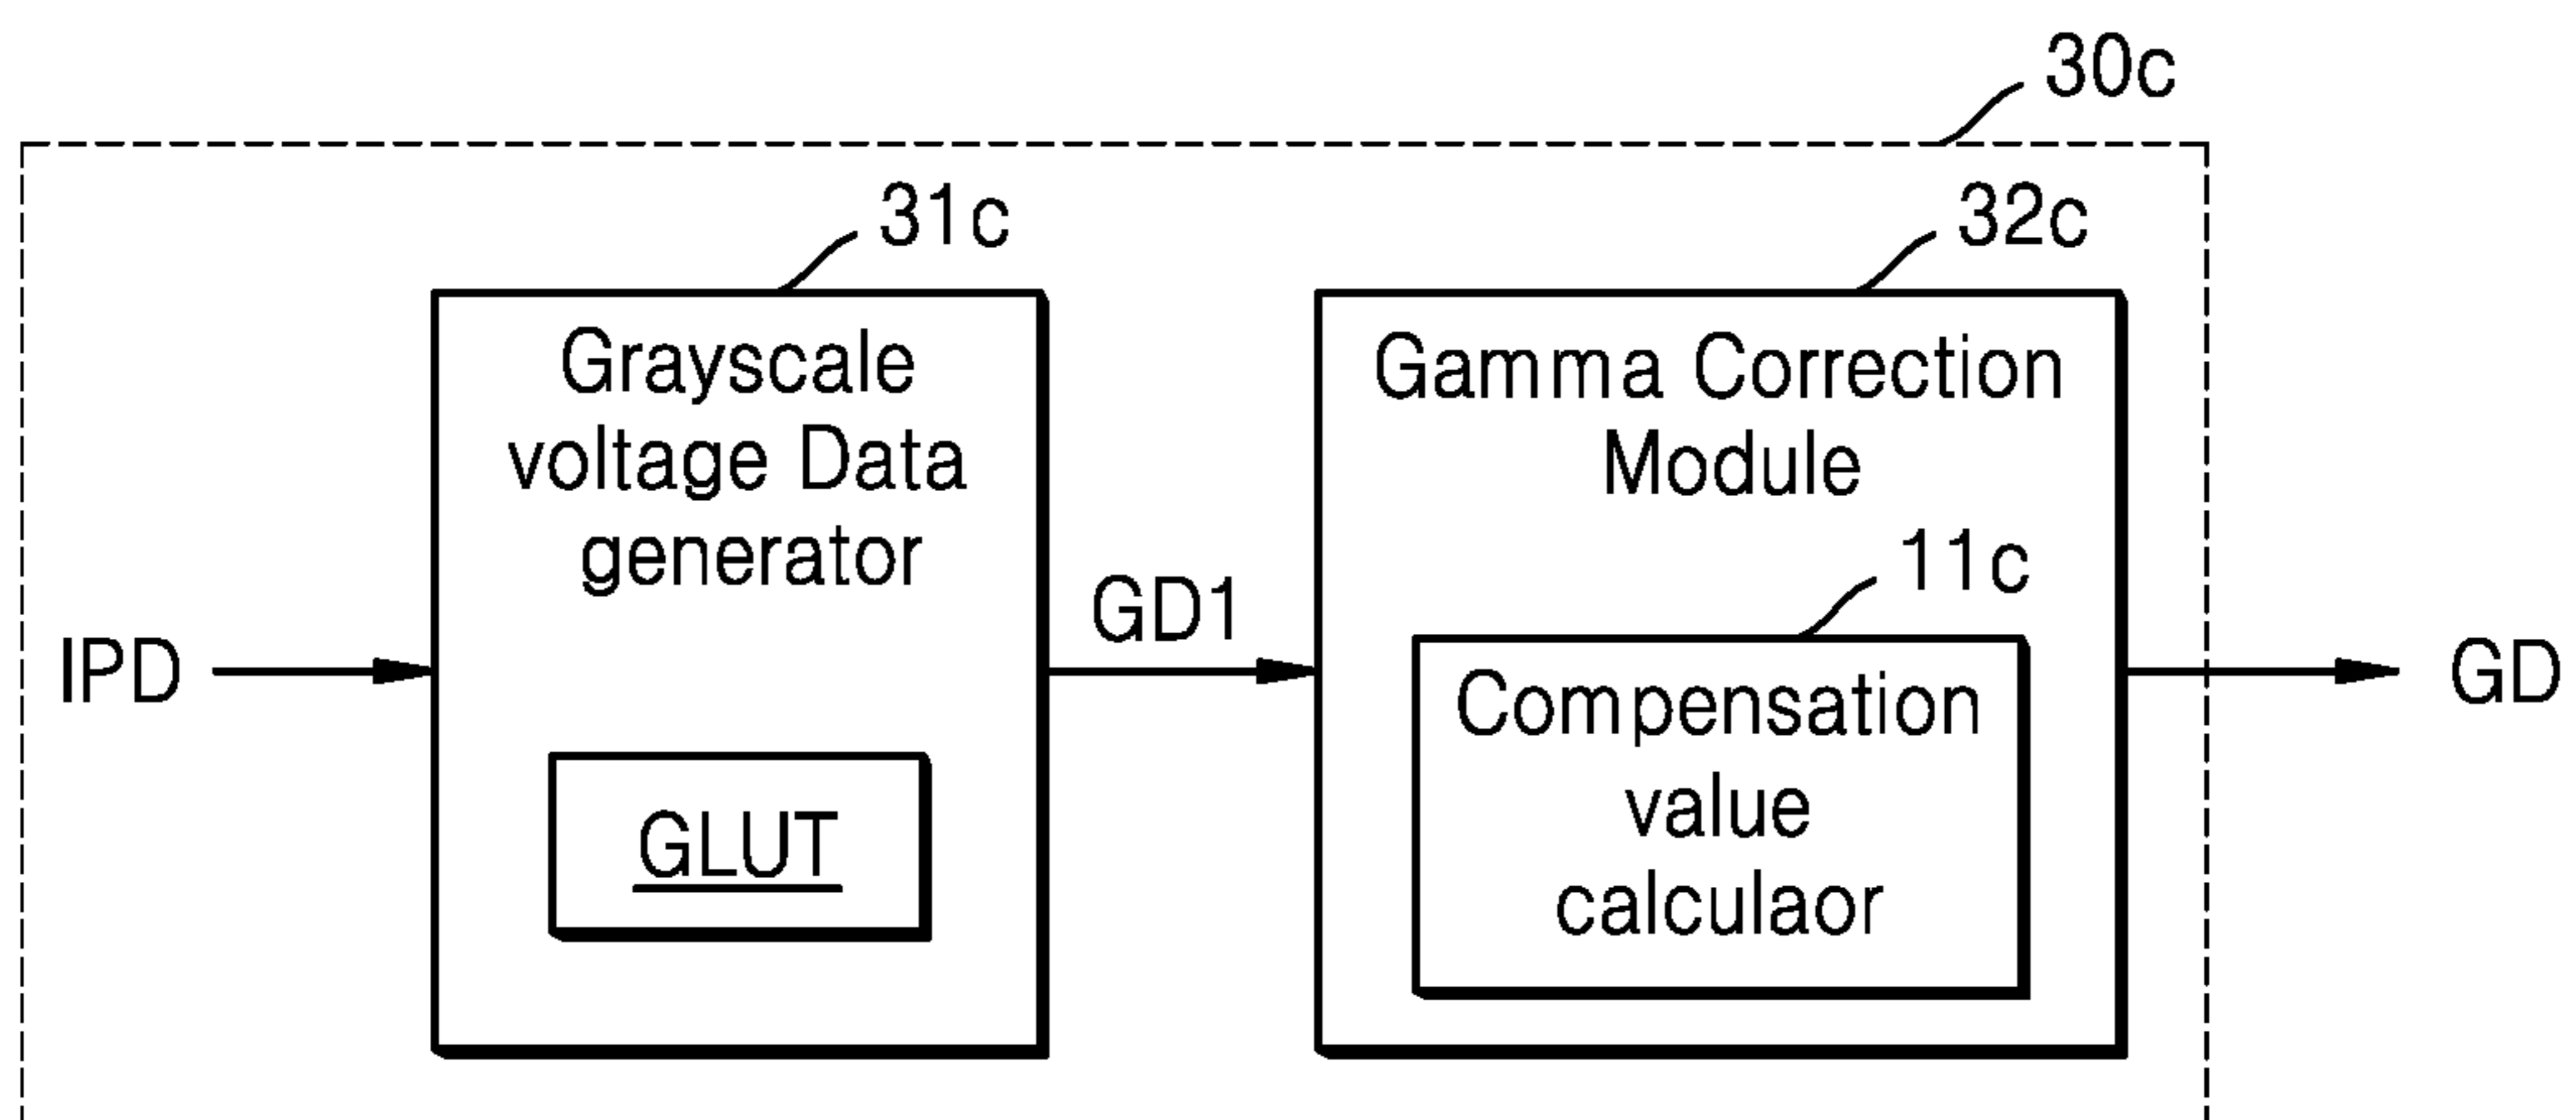 30c
31c
32c
Grayscale
voltage Data
generator
Gamma Correction
Module
11c
IPD
GD1
GD
GLUT
Compensation
value
calculaor